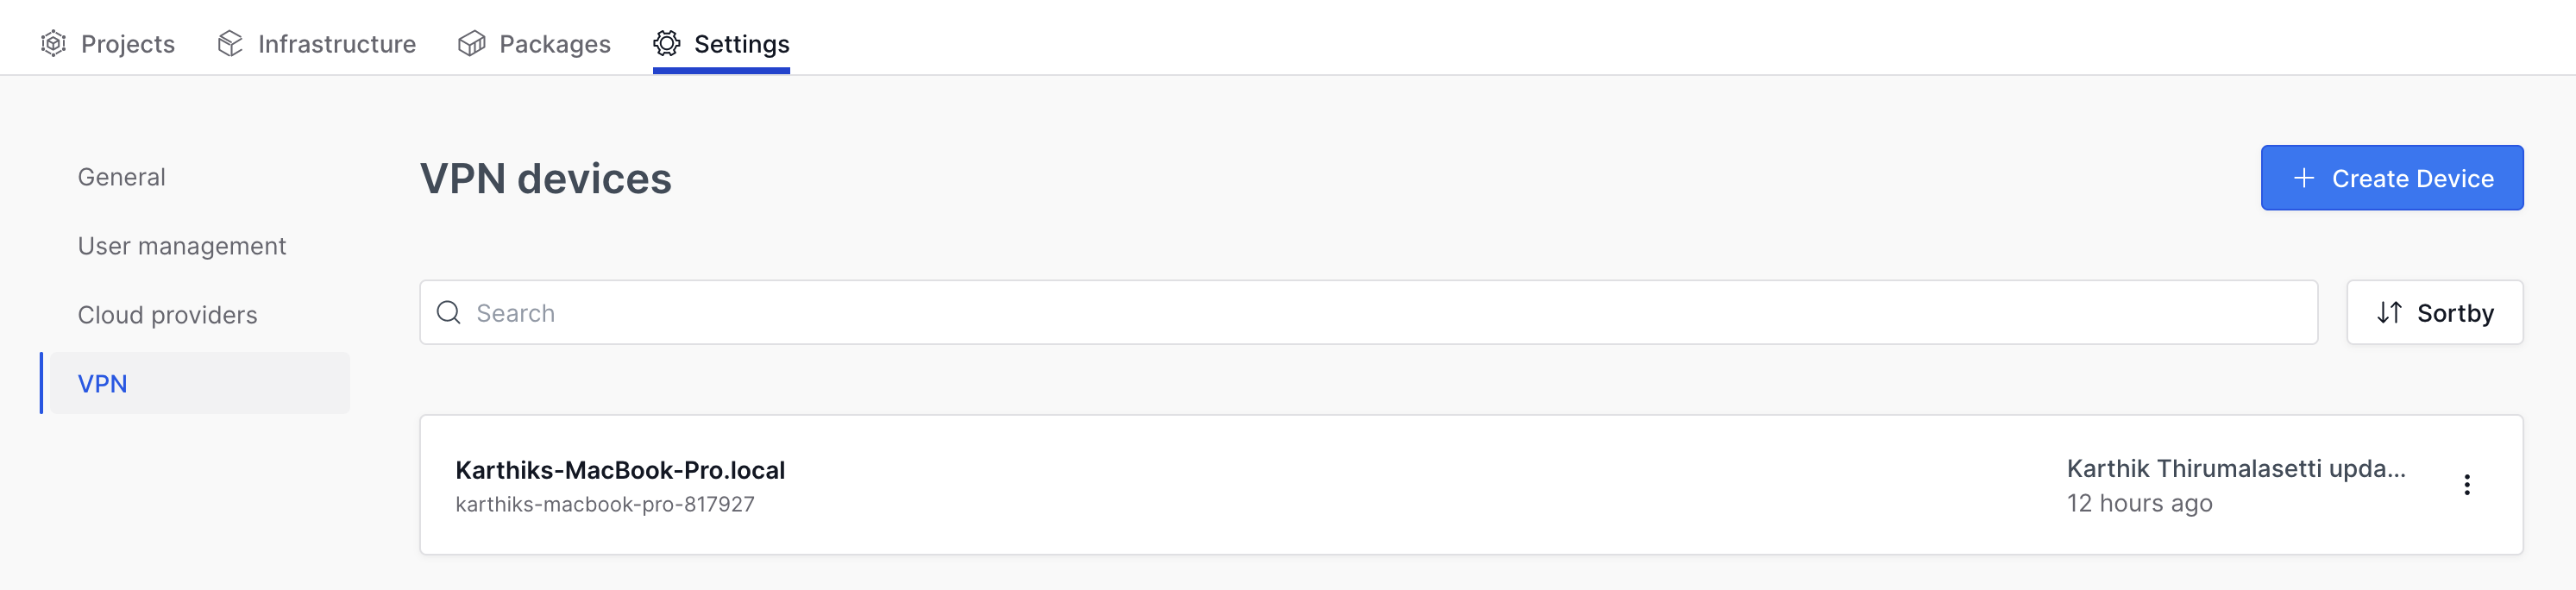 Projects Infrastructure Packages Settings
General
User management
Cloud providers
VPN
VPN devices
Create Device
Search
Sortby
Karthiks-MacBook-Pro.local
karthiks-macbook-pro-817927
Karthik Thirumalasetti upda...
12 hours ago